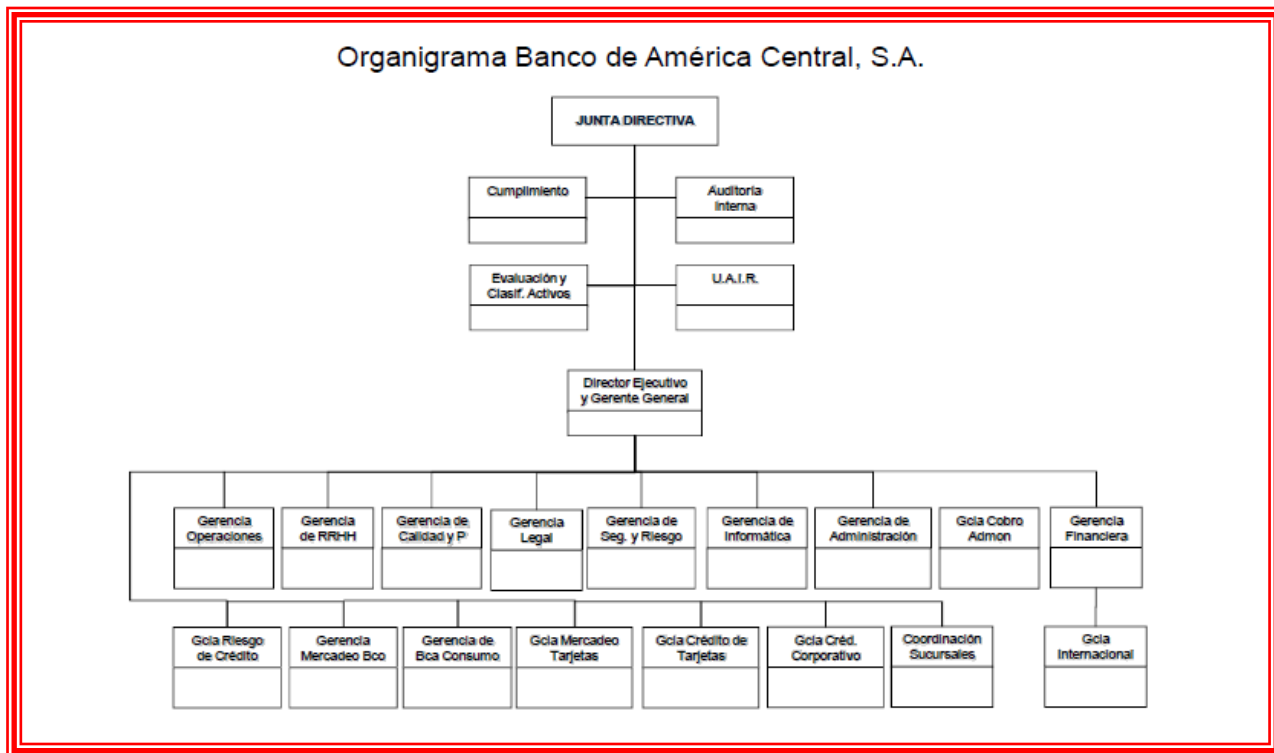 Organigrama Banco de América Central, S.A.
JUNTA DIRECTIVA
Cumplimiento
Auditoría
Interna
Evaluación y
Clasif. Activos
U.A.I.R.
Director Ejecutivo
y Gerente General
Gerencia
Operaciones
Gerencia
de RRHH
Gerencia de
Calidad y P
Gerencia
Legal
Gerencia de
Seg. y Riesgo
Gerencia de
Informática
Gerencia de
Administración
Gcia Cobro
Admon
Gerencia
Financiera
Gcia Riesgo
de Crédito
Gerencia
Mercadeo Bco
Gerencia de
Bca Consumo
Gcia Mercadeo
Tarjetas
Gcia Crédito de
Tarjetas
Gcia Créd.
Corporativo
Coordinación
Sucursales
Gcia
Internacional